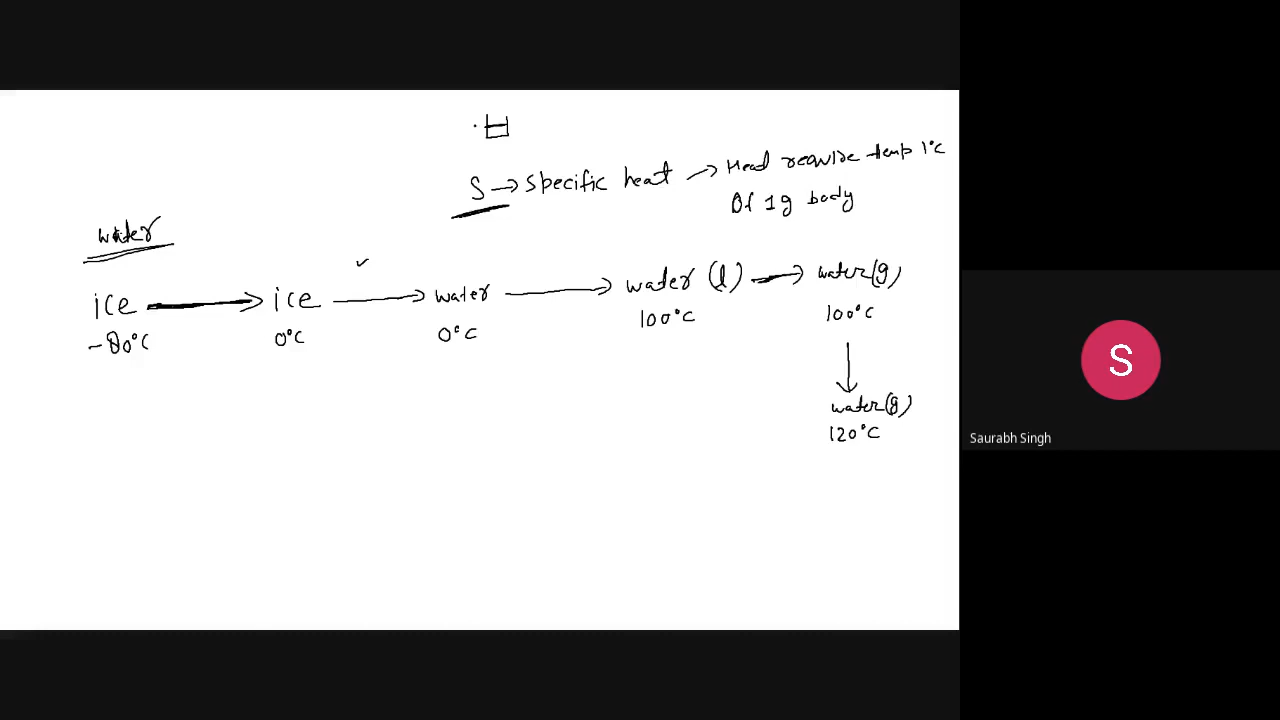 S → Specific heat → Heat require temp 1°C
Of 1g body
water
ice → ice → water → water (l) → water(g)
-80°C 0°C 0°C 100°C 100°C
water(g)
120°C
S
Saurabh Singh